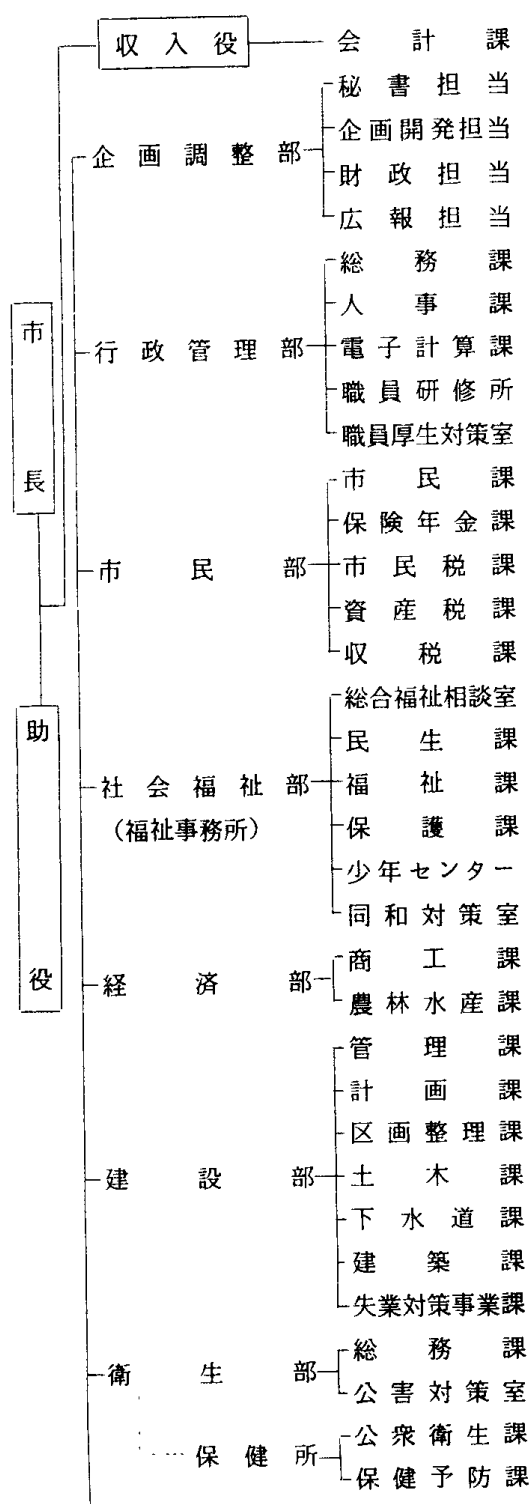 収入役 会計課
秘書担当
企画開発担当
企画調整部
財政担当
広報担当
総務課
人事課
市長
行政管理部 電子計算課
職員研修所
職員厚生対策室
市民課
保険年金課
市民部 市民税課
資産税課
収税課
助役
総合福祉相談室
民生課
社会福祉部 福祉課
(福祉事務所) 保護課
少年センター
同和対策室
商工課
経済部
農林水産課
管理課
計画課
区画整理課
建設部 土木課
下水道課
建築課
失業対策事業課
総務課
衛生部
公害対策室
公衆衛生課
保健所
保健予防課